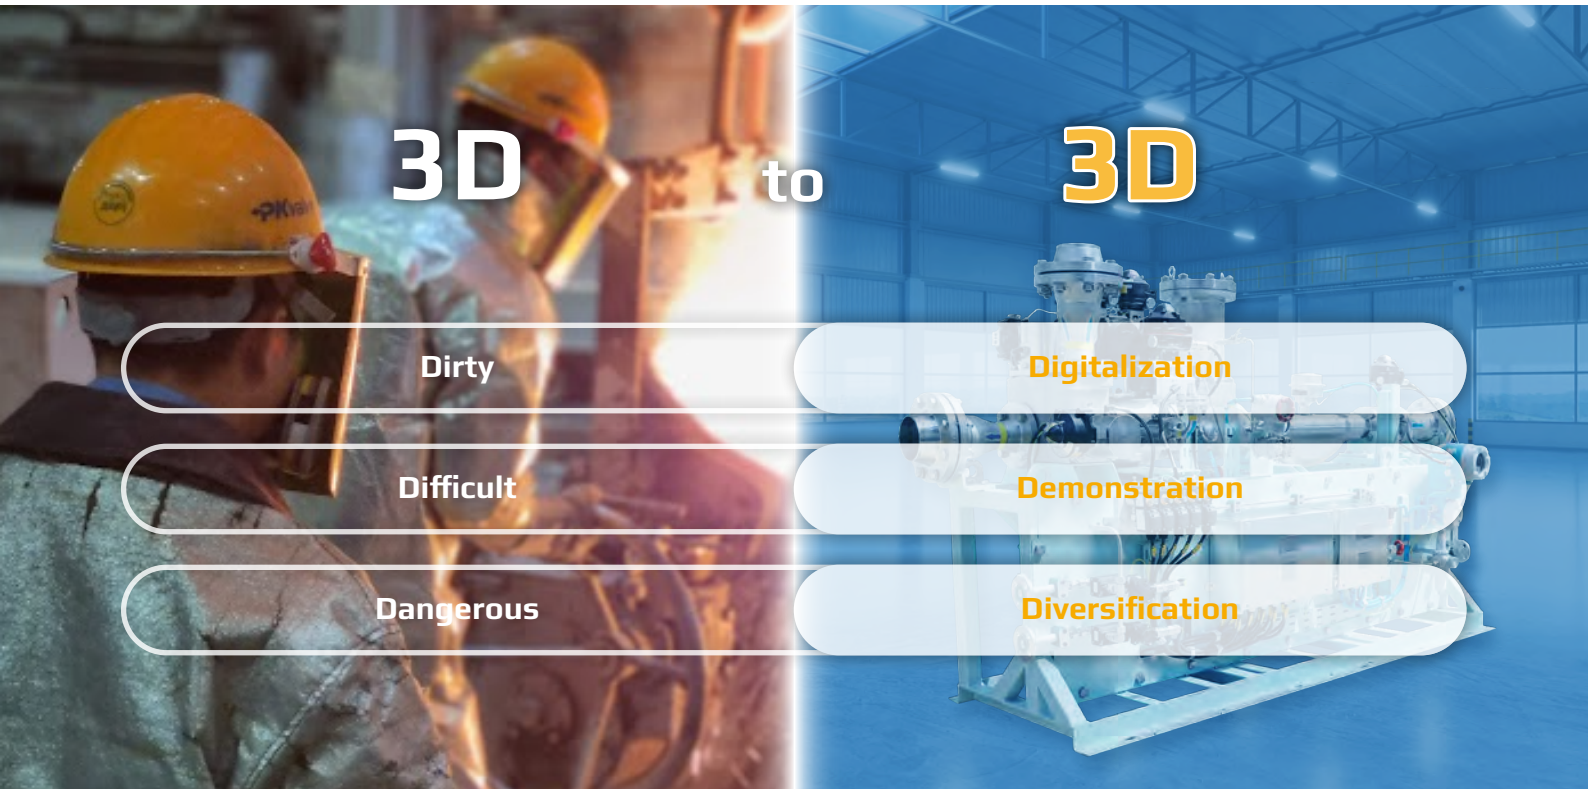 3D to 3D
Dirty Digitalization
Difficult Demonstration
Dangerous Diversification